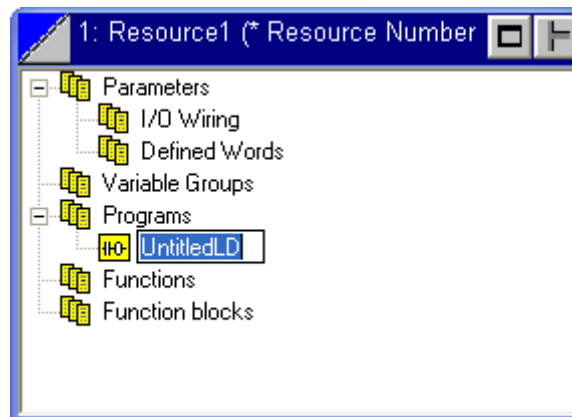 1: Resource1 (* Resource Number
Parameters
I/O Wiring
Defined Words
Variable Groups
Programs
UntitledLD
Functions
Function blocks